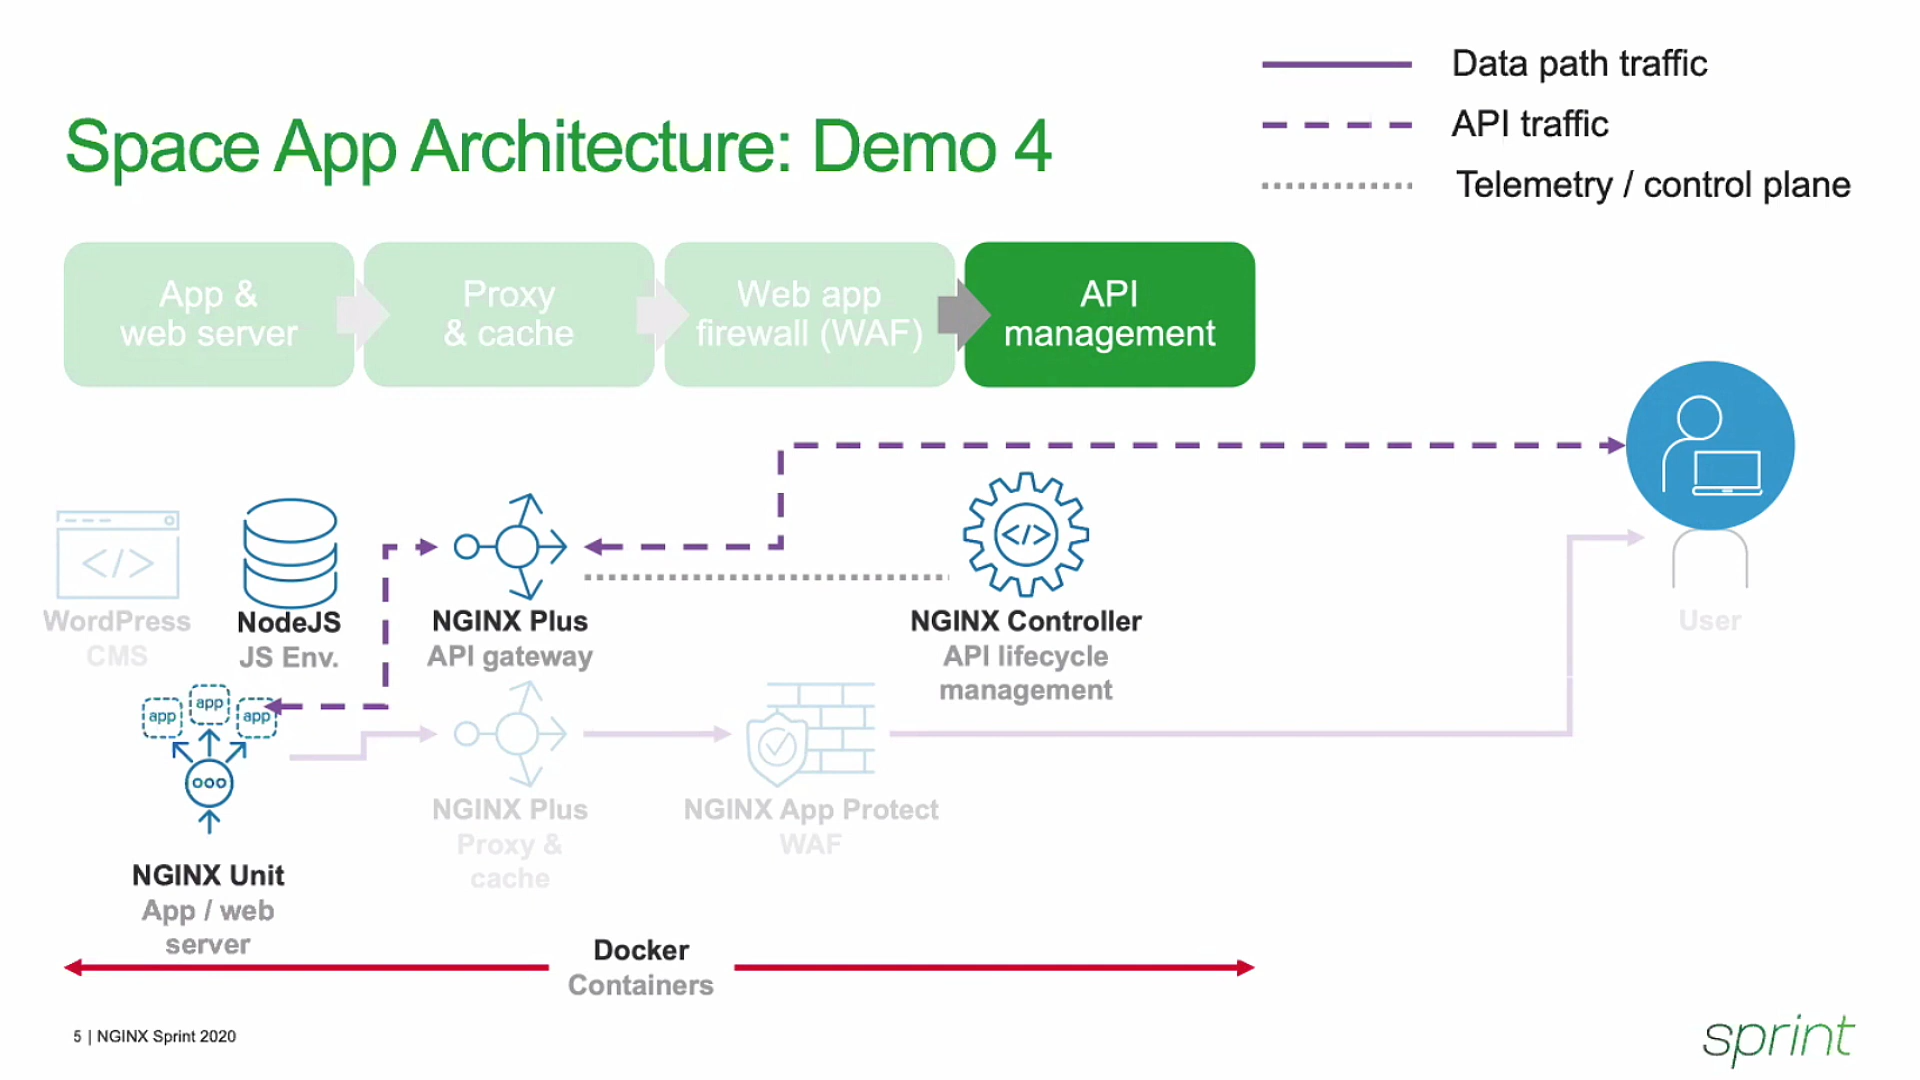 Data path traffic
API traffic
Telemetry / control plane
Space App Architecture: Demo 4
App &
web server
Proxy
& cache
Web app
firewall (WAF)
API
management
</>
</>
WordPress
CMS
NodeJS
JS Env.
NGINX Plus
API gateway
NGINX Controller
API lifecycle
management
User
app
app
app
NGINX Unit
App / web
server
NGINX Plus
Proxy &
cache
NGINX App Protect
WAF
Docker
Containers
5 | NGINX Sprint 2020
sprint